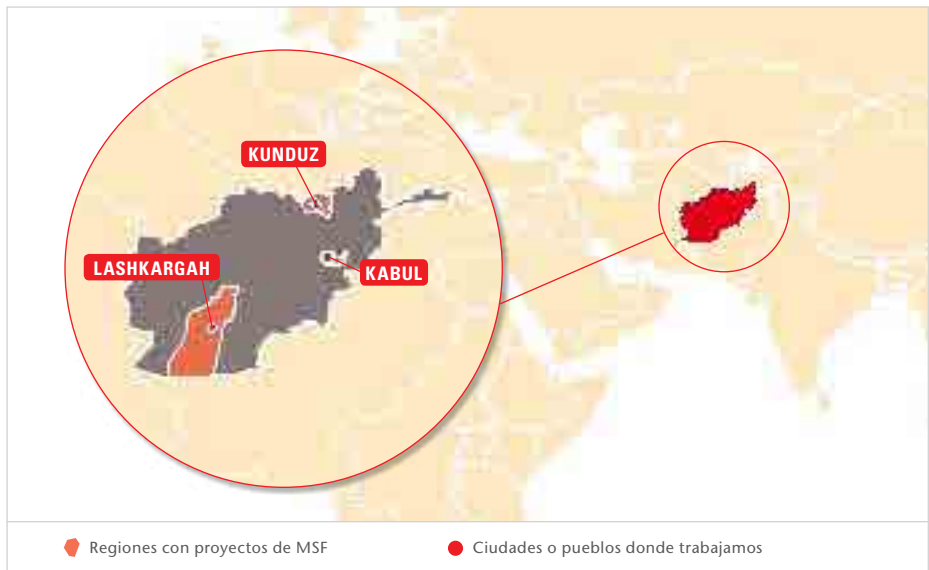 KUNDUZ
LASHKARGAH
KABUL
Regiones con proyectos de MSF
Ciudades o pueblos donde trabajamos